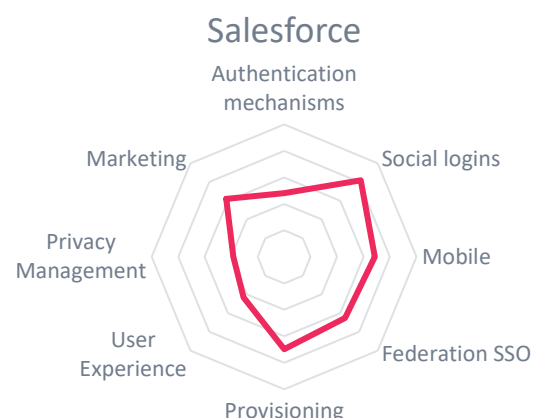 Salesforce
Authentication
mechanisms
Marketing
Social logins
Privacy
Management
Mobile
User
Experience
Federation SSO
Provisioning